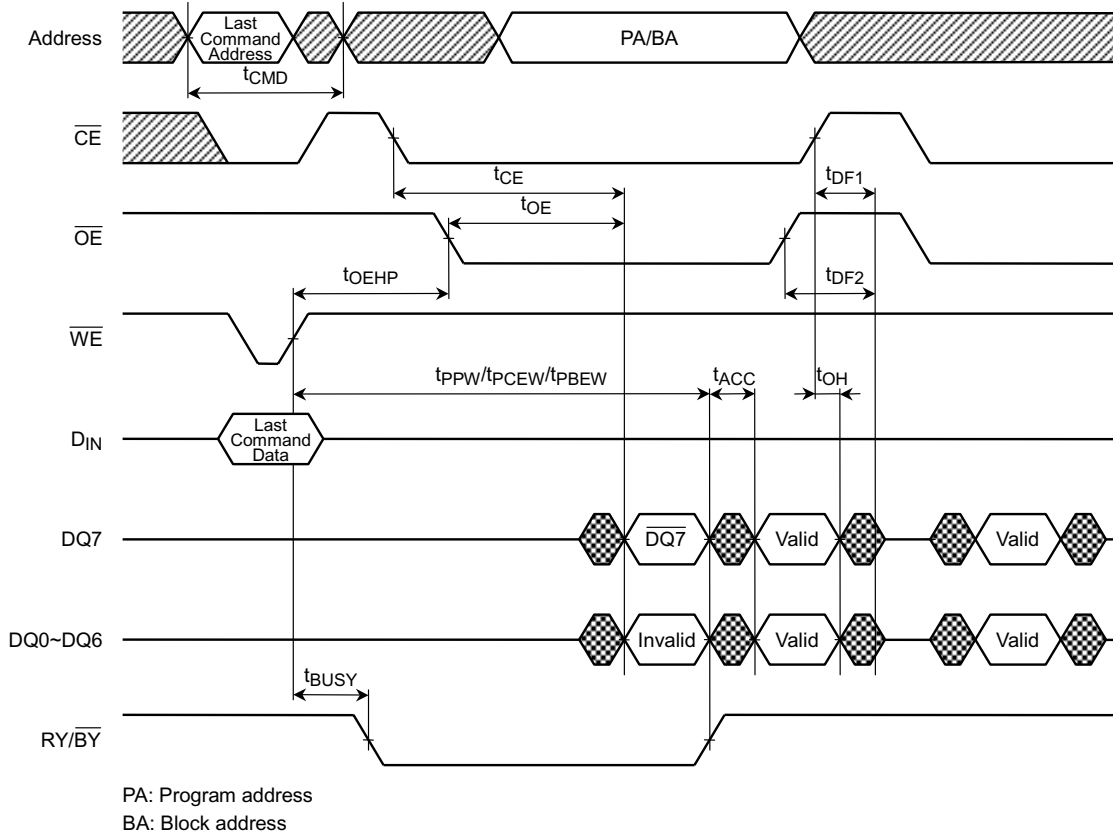 Address
Last
Command
Address
PA/BA
tCMD
CE
tCE
tDF1
tOE
OE
tOEHP
tDF2
WE
tPPW/tPCEW/tPBEW
tACC
tOH
DIN
Last
Command
Data
DQ7
DQ7
Valid
Valid
DQ0~DQ6
Invalid
Valid
Valid
tBUSY
RY/BY
PA: Program address
BA: Block address